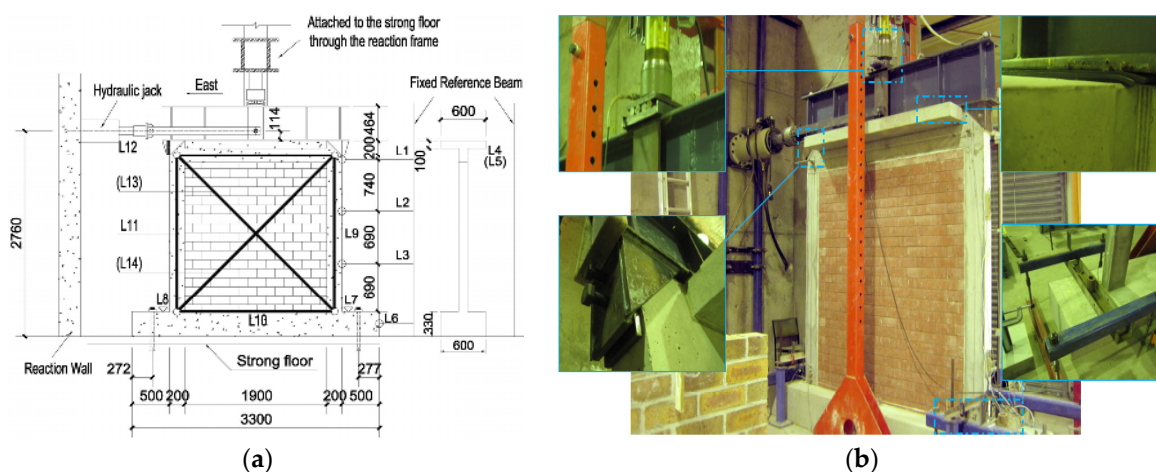 Attached to the strong floor
through the reaction frame
Hydraulic jack
East
Fixed Reference Beam
114
464
600
L12
200
L1
100
L4
(L5)
(L13)
740
L2
2760
L11
L9
690
L3
(L14)
690
L8
L7
L10
L6
330
Strong floor
600
Reaction Wall
272
277
500
200
1900
200
500
3300
(a)
(b)